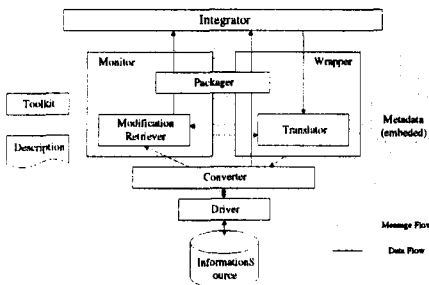 Integrator
Monitor
Wrapper
Packager
Toolkit
Modification
Retriever
Translator
Metadata
(embeded)
Description
Converter
Driver
InformationS
ource
Message Flow
Data Flow